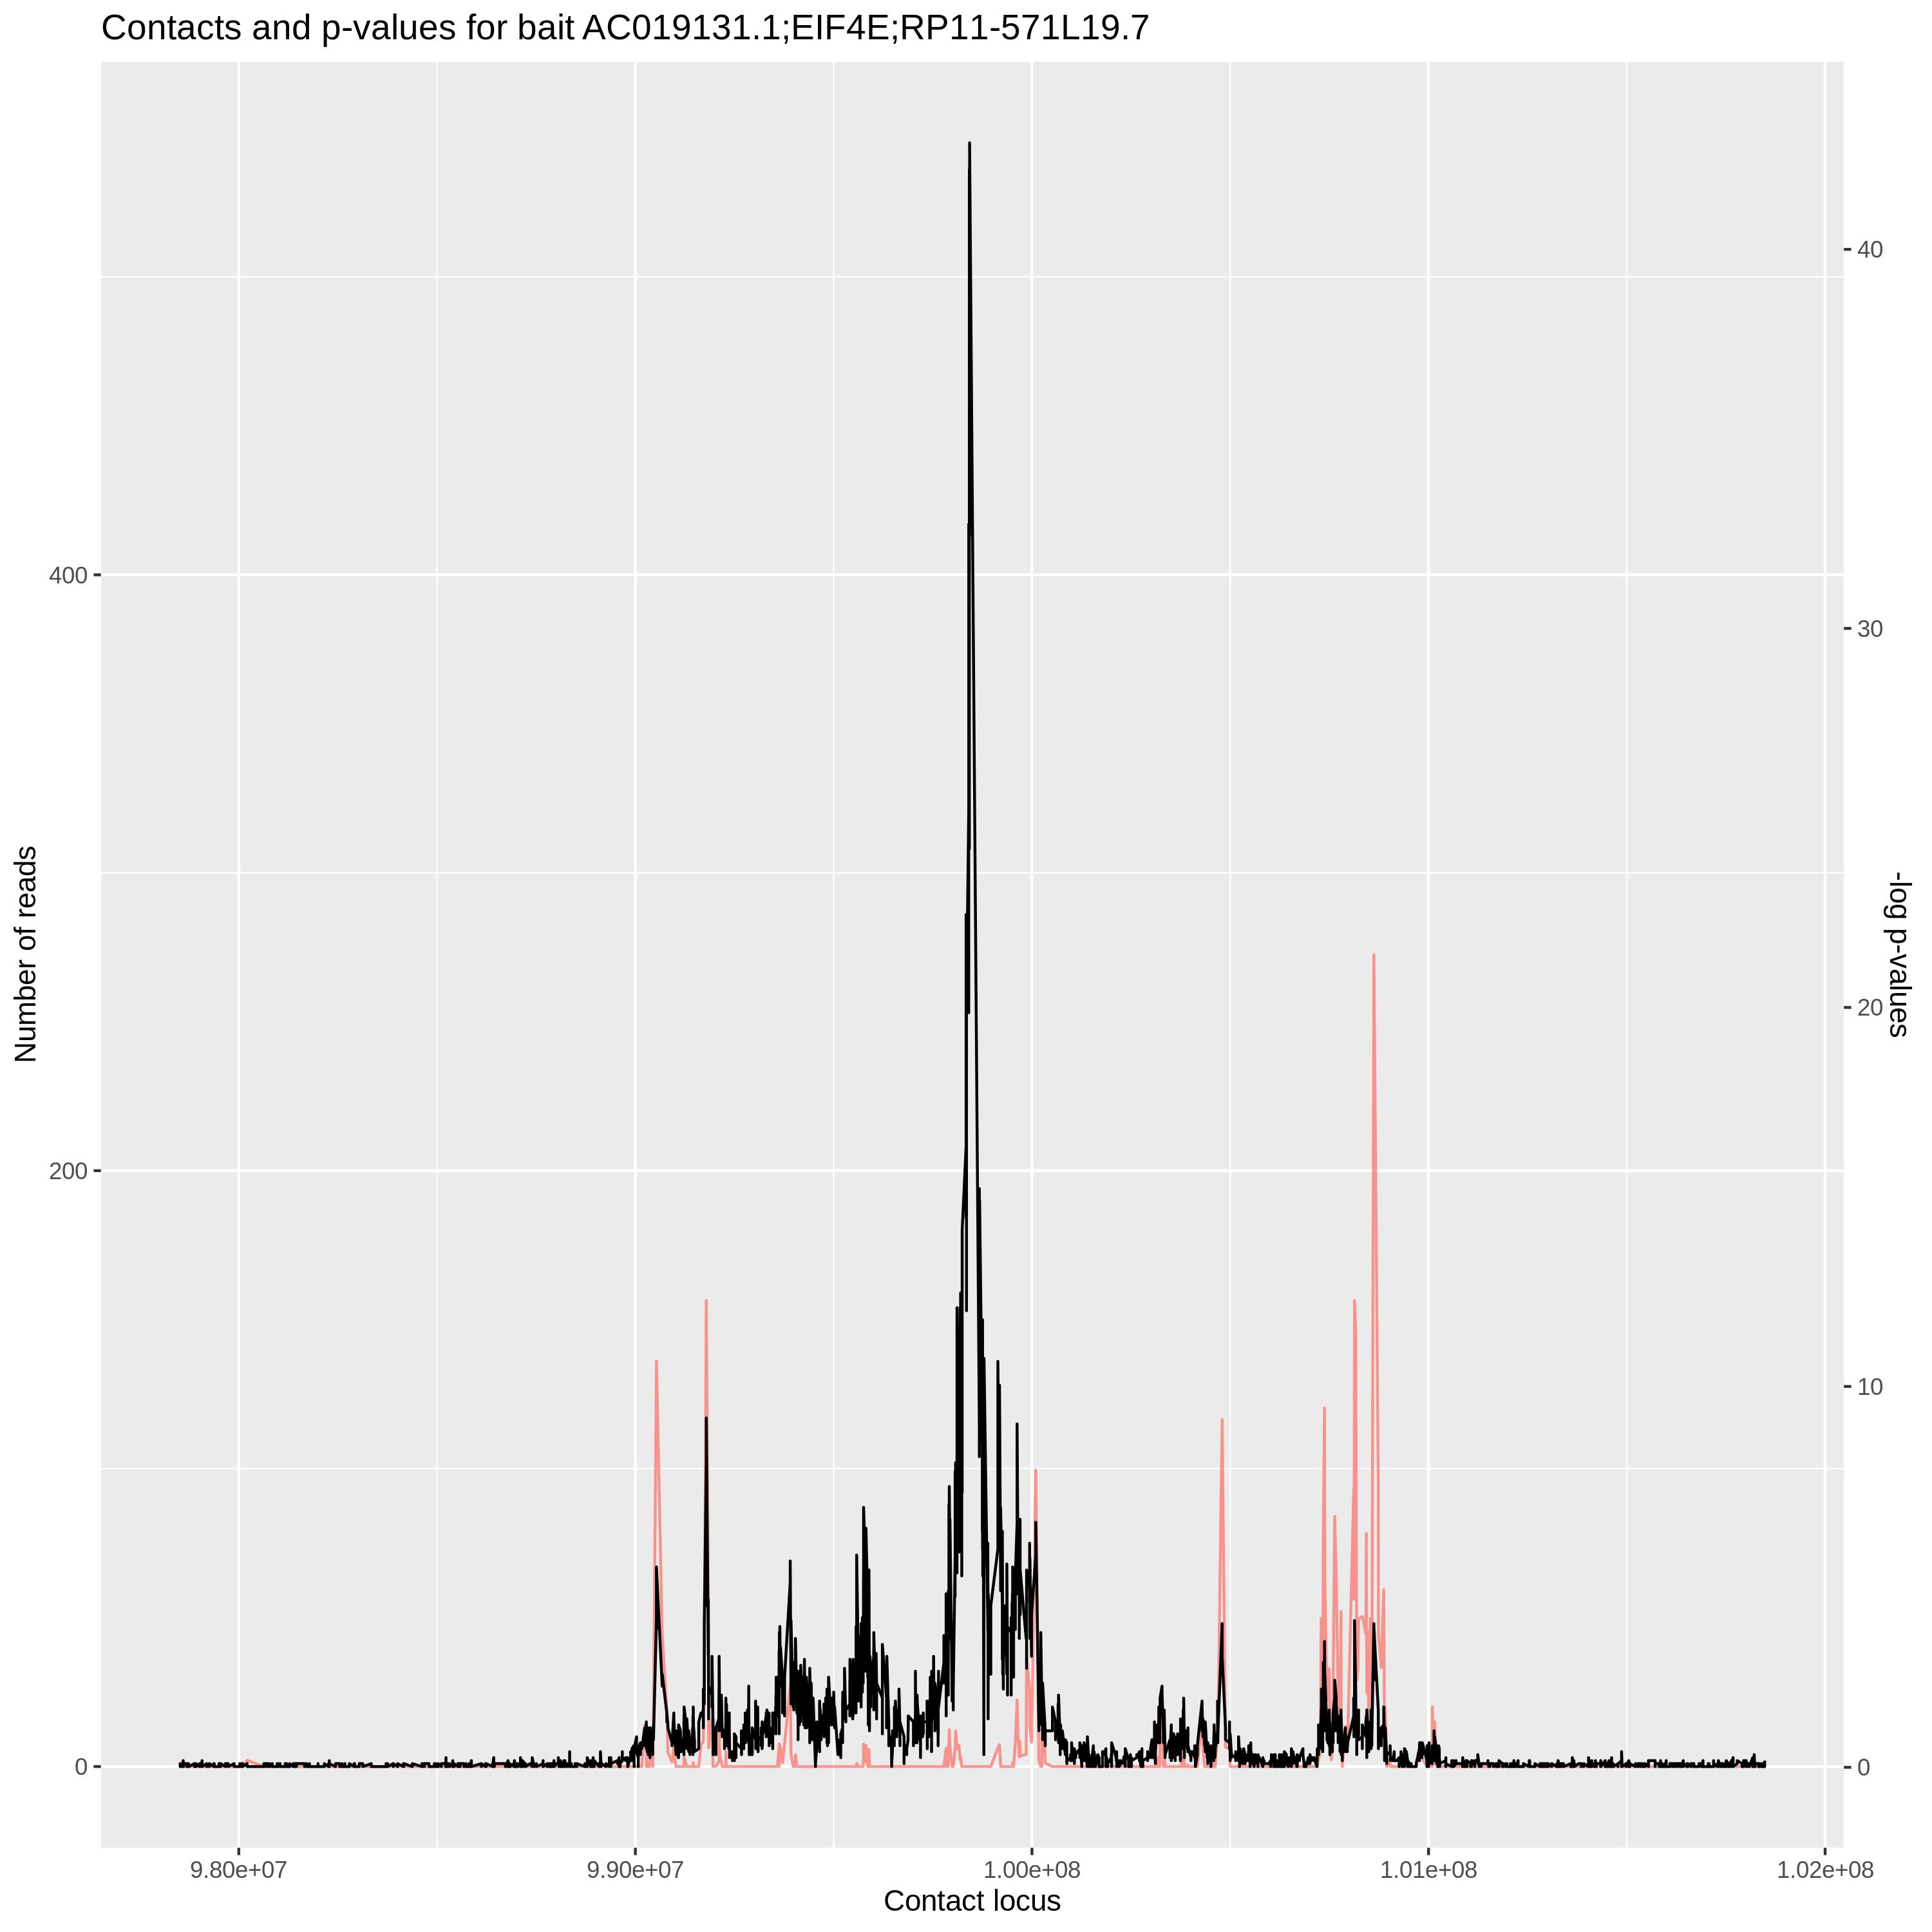 Contacts and p-values for bait AC019131.1;EIF4E;RP11-571L19.7
Number of reads
400
200
0
-log p-values
40
30
20
10
0
9.80e+07
9.90e+07
1.00e+08
1.01e+08
1.02e+08
Contact locus